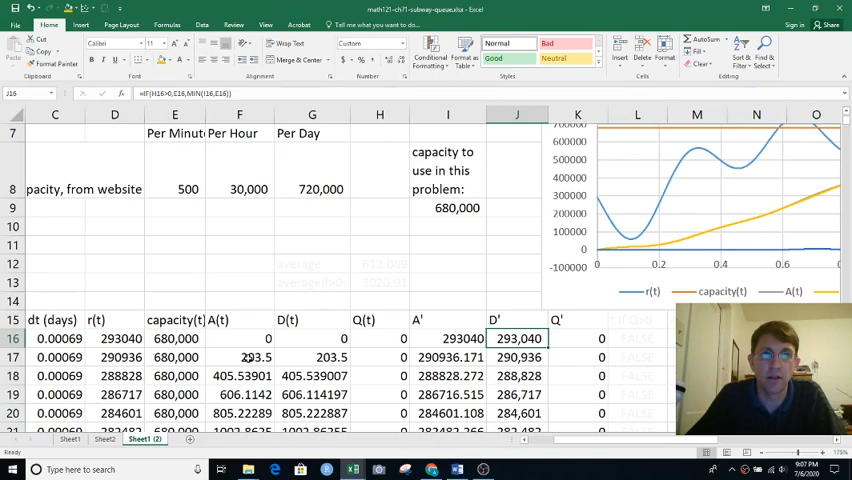 math121-ch71-subway-queue.xlsx - Excel
File Home Insert Page Layout Formulas Data Review View Acrobat Tell me what you want to do... Sign in Share
Cut
Copy
Format Painter
Paste
Clipboard
Calibri 11
Font
Wrap Text
Merge & Center
Alignment
Custom
Number
Conditional Formatting
Format as Table
Normal Bad
Good Neutral
Styles
Insert Delete Format
Cells
AutoSum
Fill
Clear
Sort & Filter
Find & Select
Editing
J16 =IF(H16>0,E16,MIN(I16,E16))
C D E F G H I J K L M N O
7 Per Minute Per Hour Per Day
8 pacity, from website 500 30,000 720,000 capacity to use in this problem:
9 680,000
10
11
12 average 612.089
13 averageif>0: 3020.91
14
15 dt (days) r(t) capacity(t) A(t) D(t) Q(t) A' D' Q' t If Q>0
16 0.00069 293040 680,000 0 0 0 293040 293,040 0 FALSE
17 0.00069 290936 680,000 203.5 203.5 0 290936.171 290,936 0 FALSE
18 0.00069 288828 680,000 405.53901 405.539007 0 288828.272 288,828 0 FALSE
19 0.00069 286717 680,000 606.1142 606.114197 0 286716.515 286,717 0 FALSE
20 0.00069 284601 680,000 805.22289 805.222887 0 284601.108 284,601 0 FALSE
21 0.00069 282482 680,000 1002.8625 1002.86255 0 282482.266 282,482 0 FALSE
700000
600000
500000
400000
300000
200000
100000
0
-100000
0 0.2 0.4 0.6
r(t) capacity(t) A(t)
Sheet1 Sheet2 Sheet1 (2)
Ready
175%
Type here to search
9:07 PM
7/6/2020